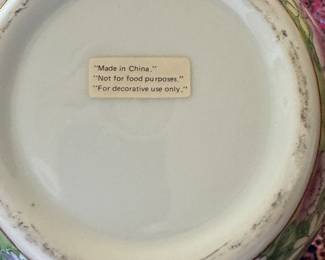 "Made in China."
"Not for food purposes."
"For decorative use only."